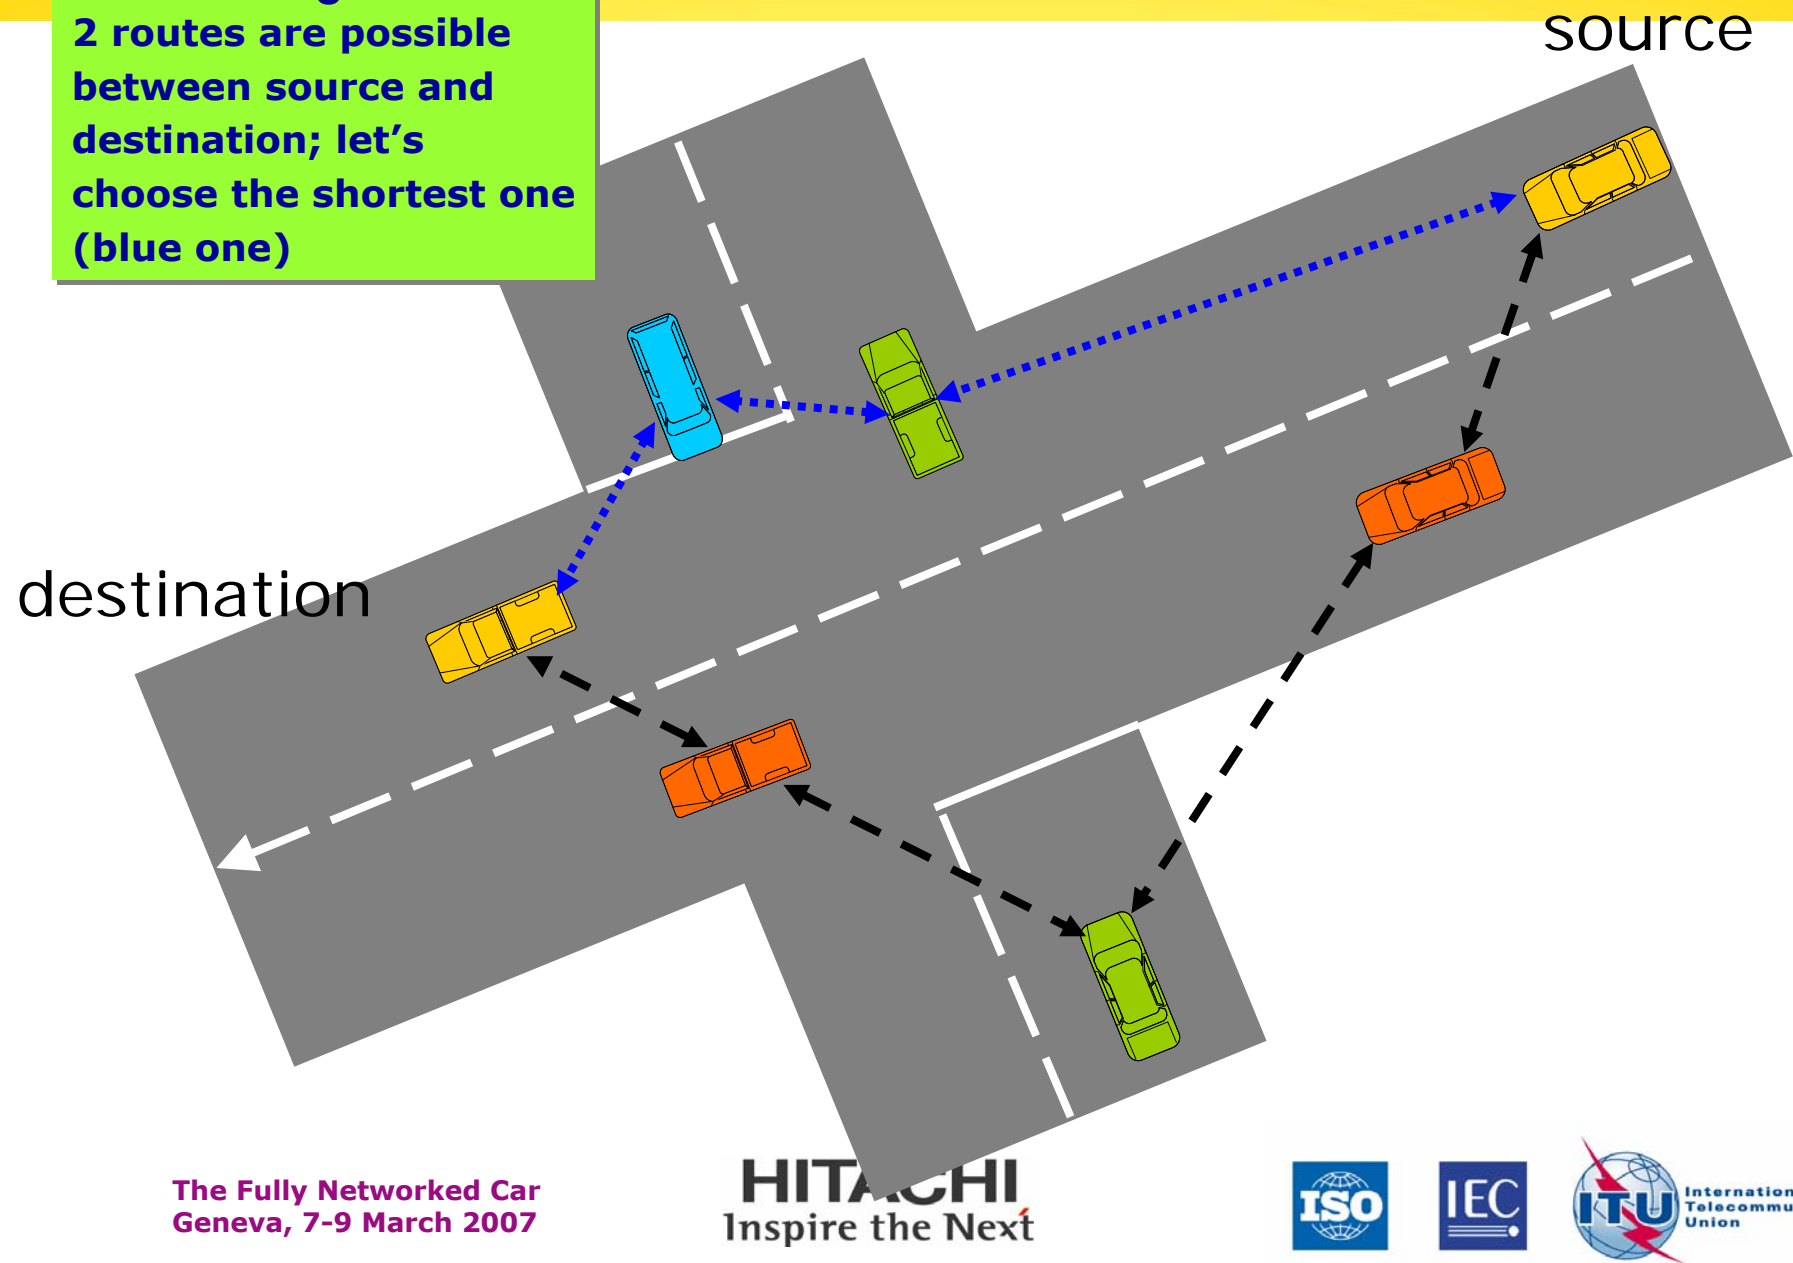 2 routes are possible
between source and
destination; let’s
choose the shortest one
(blue one)
source
destination
The Fully Networked Car
Geneva, 7-9 March 2007
HITACHI
Inspire the Next
ISO
IEC
ITU
Union